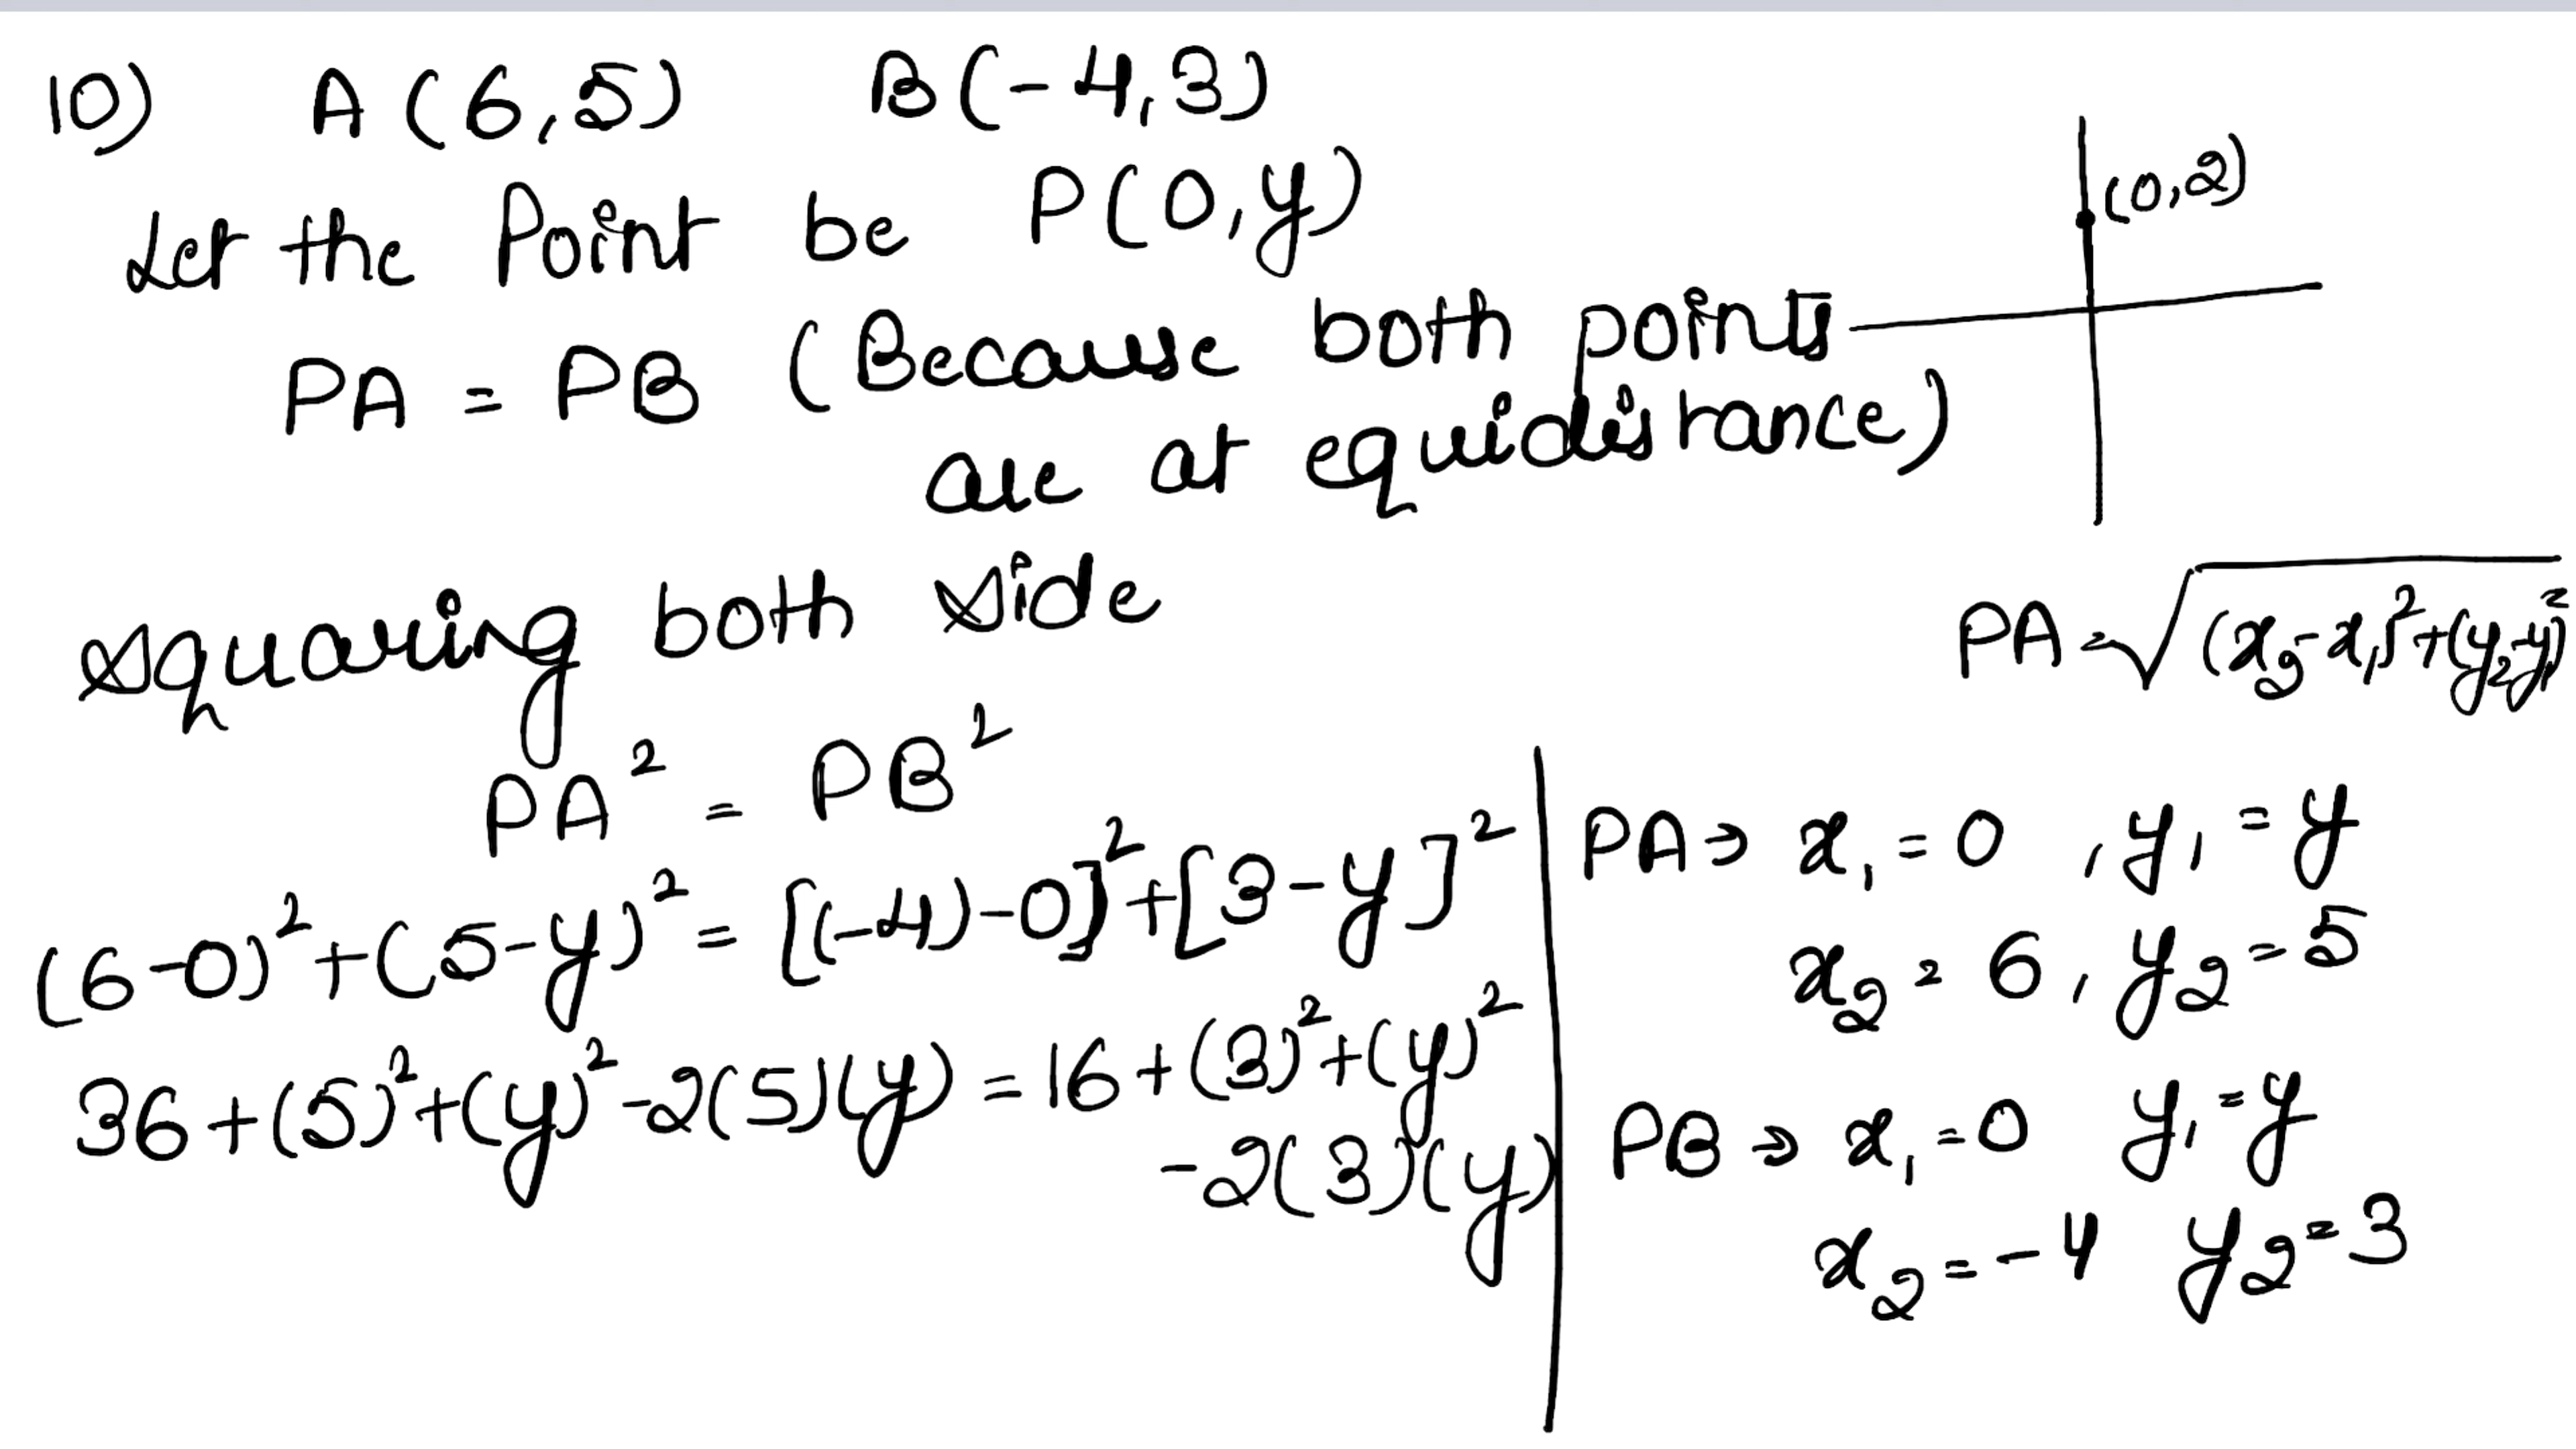 10) A (6,5) B(-4,3)
Let the Point be P(0,y)
(0,2)
PA = PB (Because both points
are at equidistance)
squaring both side
PA = √(x₂-x₁)²+(y₂-y₁)²
PA² = PB²
(6-0)²+(5-y)² = [(-4)-0]²+[3-y]²
36+(5)²+(y)²-2(5)(y) = 16+(3)²+(y)²
-2(3)(y)
PA⇒ x₁ = 0 , y₁ = y
x₂ = 6, y₂ = 5
PB ⇒ x₁ = 0 y₁ = y
x₂ = -4 y₂ = 3